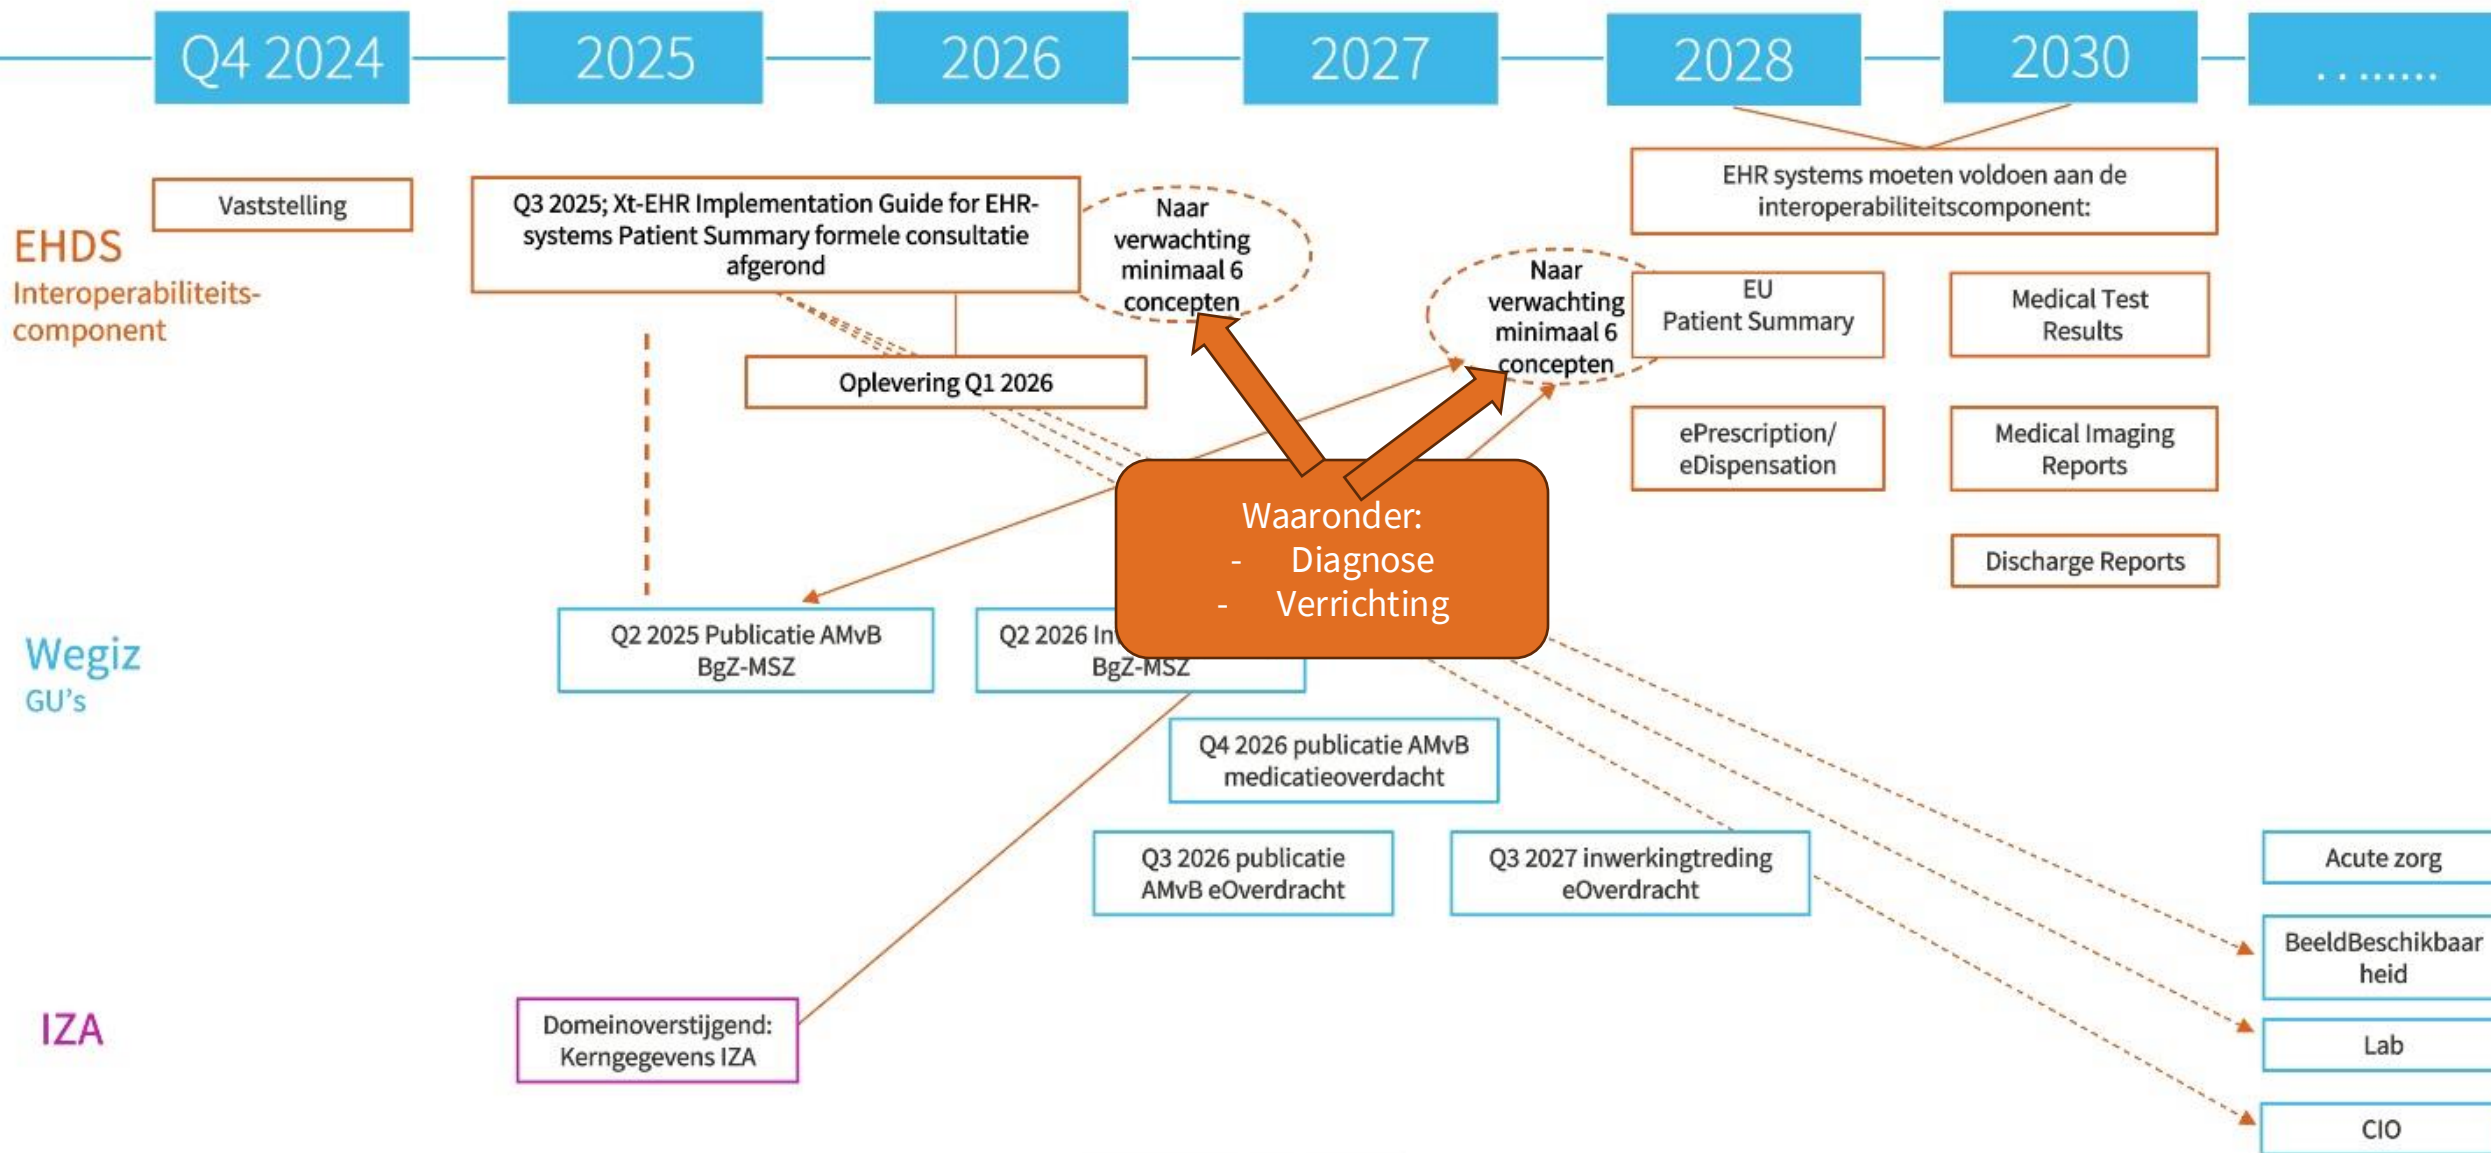 Q4 2024
2025
2026
2027
2028
2030
........
EHDS
Interoperabiliteits-
component
Vaststelling
Q3 2025; Xt-EHR Implementation Guide for EHR-
systems Patient Summary formele consultatie
afgerond
Naar
verwachting
minimaal 6
concepten
Oplevering Q1 2026
Naar
verwachting
minimaal 6
concepten
EHR systems moeten voldoen aan de
interoperabiliteitscomponent:
EU
Patient Summary
Medical Test
Results
ePrescription/
eDispensation
Medical Imaging
Reports
Discharge Reports
Waaronder:
- Diagnose
- Verrichting
Wegiz
GU's
Q2 2025 Publicatie AMvB
BgZ-MSZ
Q2 2026
BgZ-MSZ
Q4 2026 publicatie AMvB
medicatieoverdacht
Q3 2026 publicatie
AMvB eOverdracht
Q3 2027 inwerkingtreding
eOverdracht
Acute zorg
BeeldBeschikbaar
heid
Lab
CIO
IZA
Domeinoverstijgend:
Kerngegevens IZA